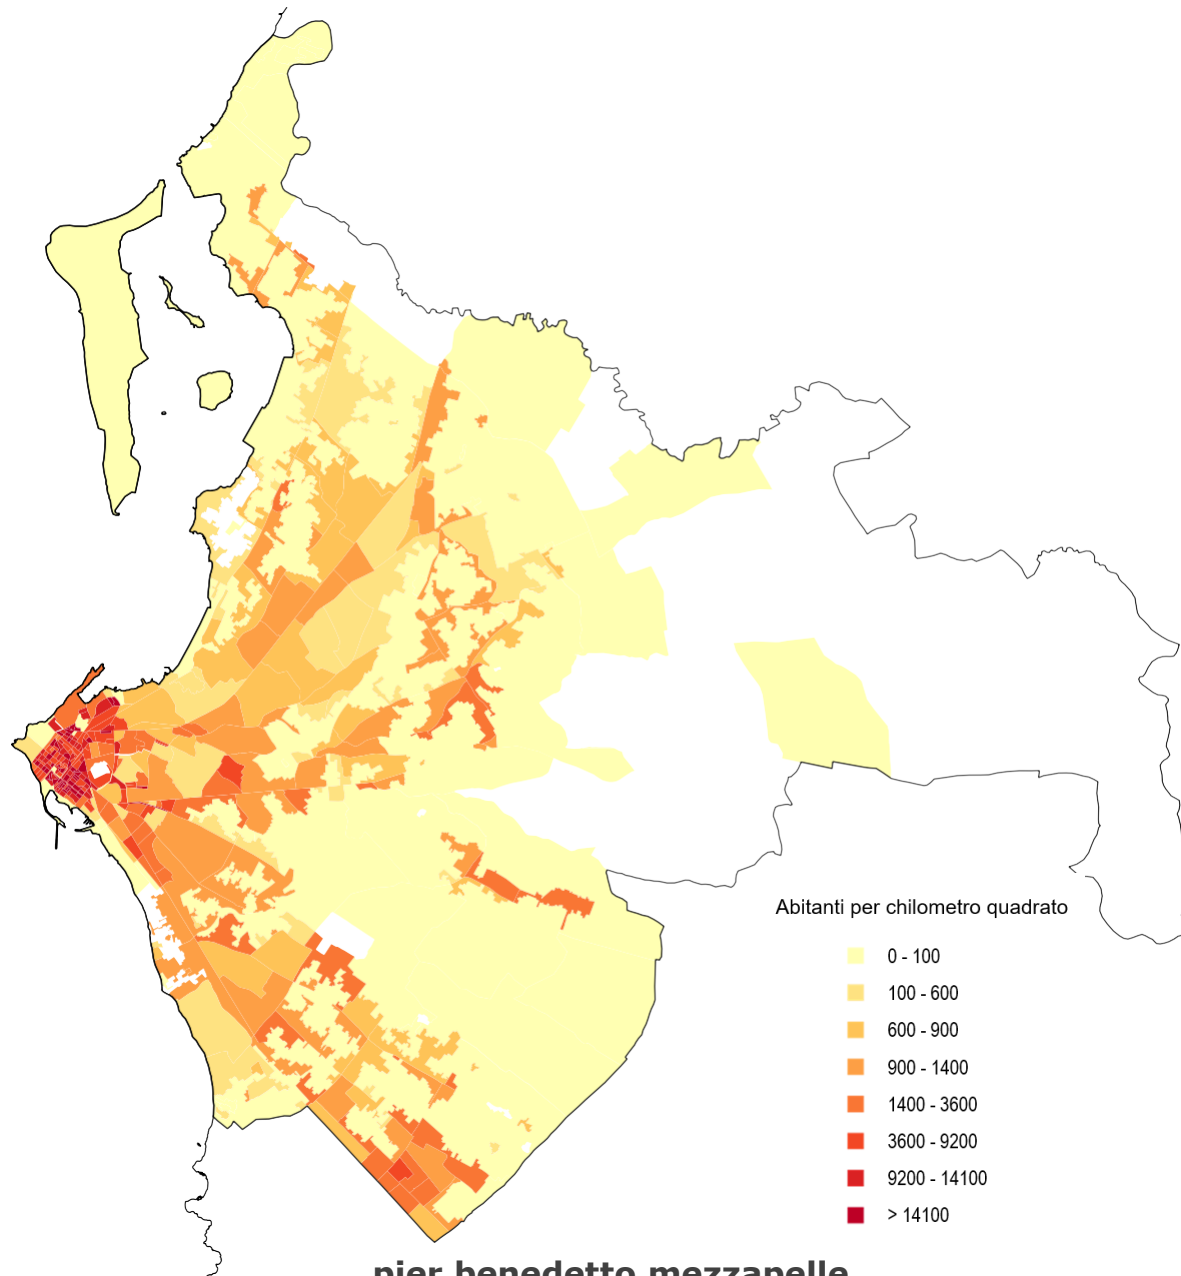 Abitanti per chilometro quadrato
0 - 100
100 - 600
600 - 900
900 - 1400
1400 - 3600
3600 - 9200
9200 - 14100
> 14100
pier benedetto mezzapelle